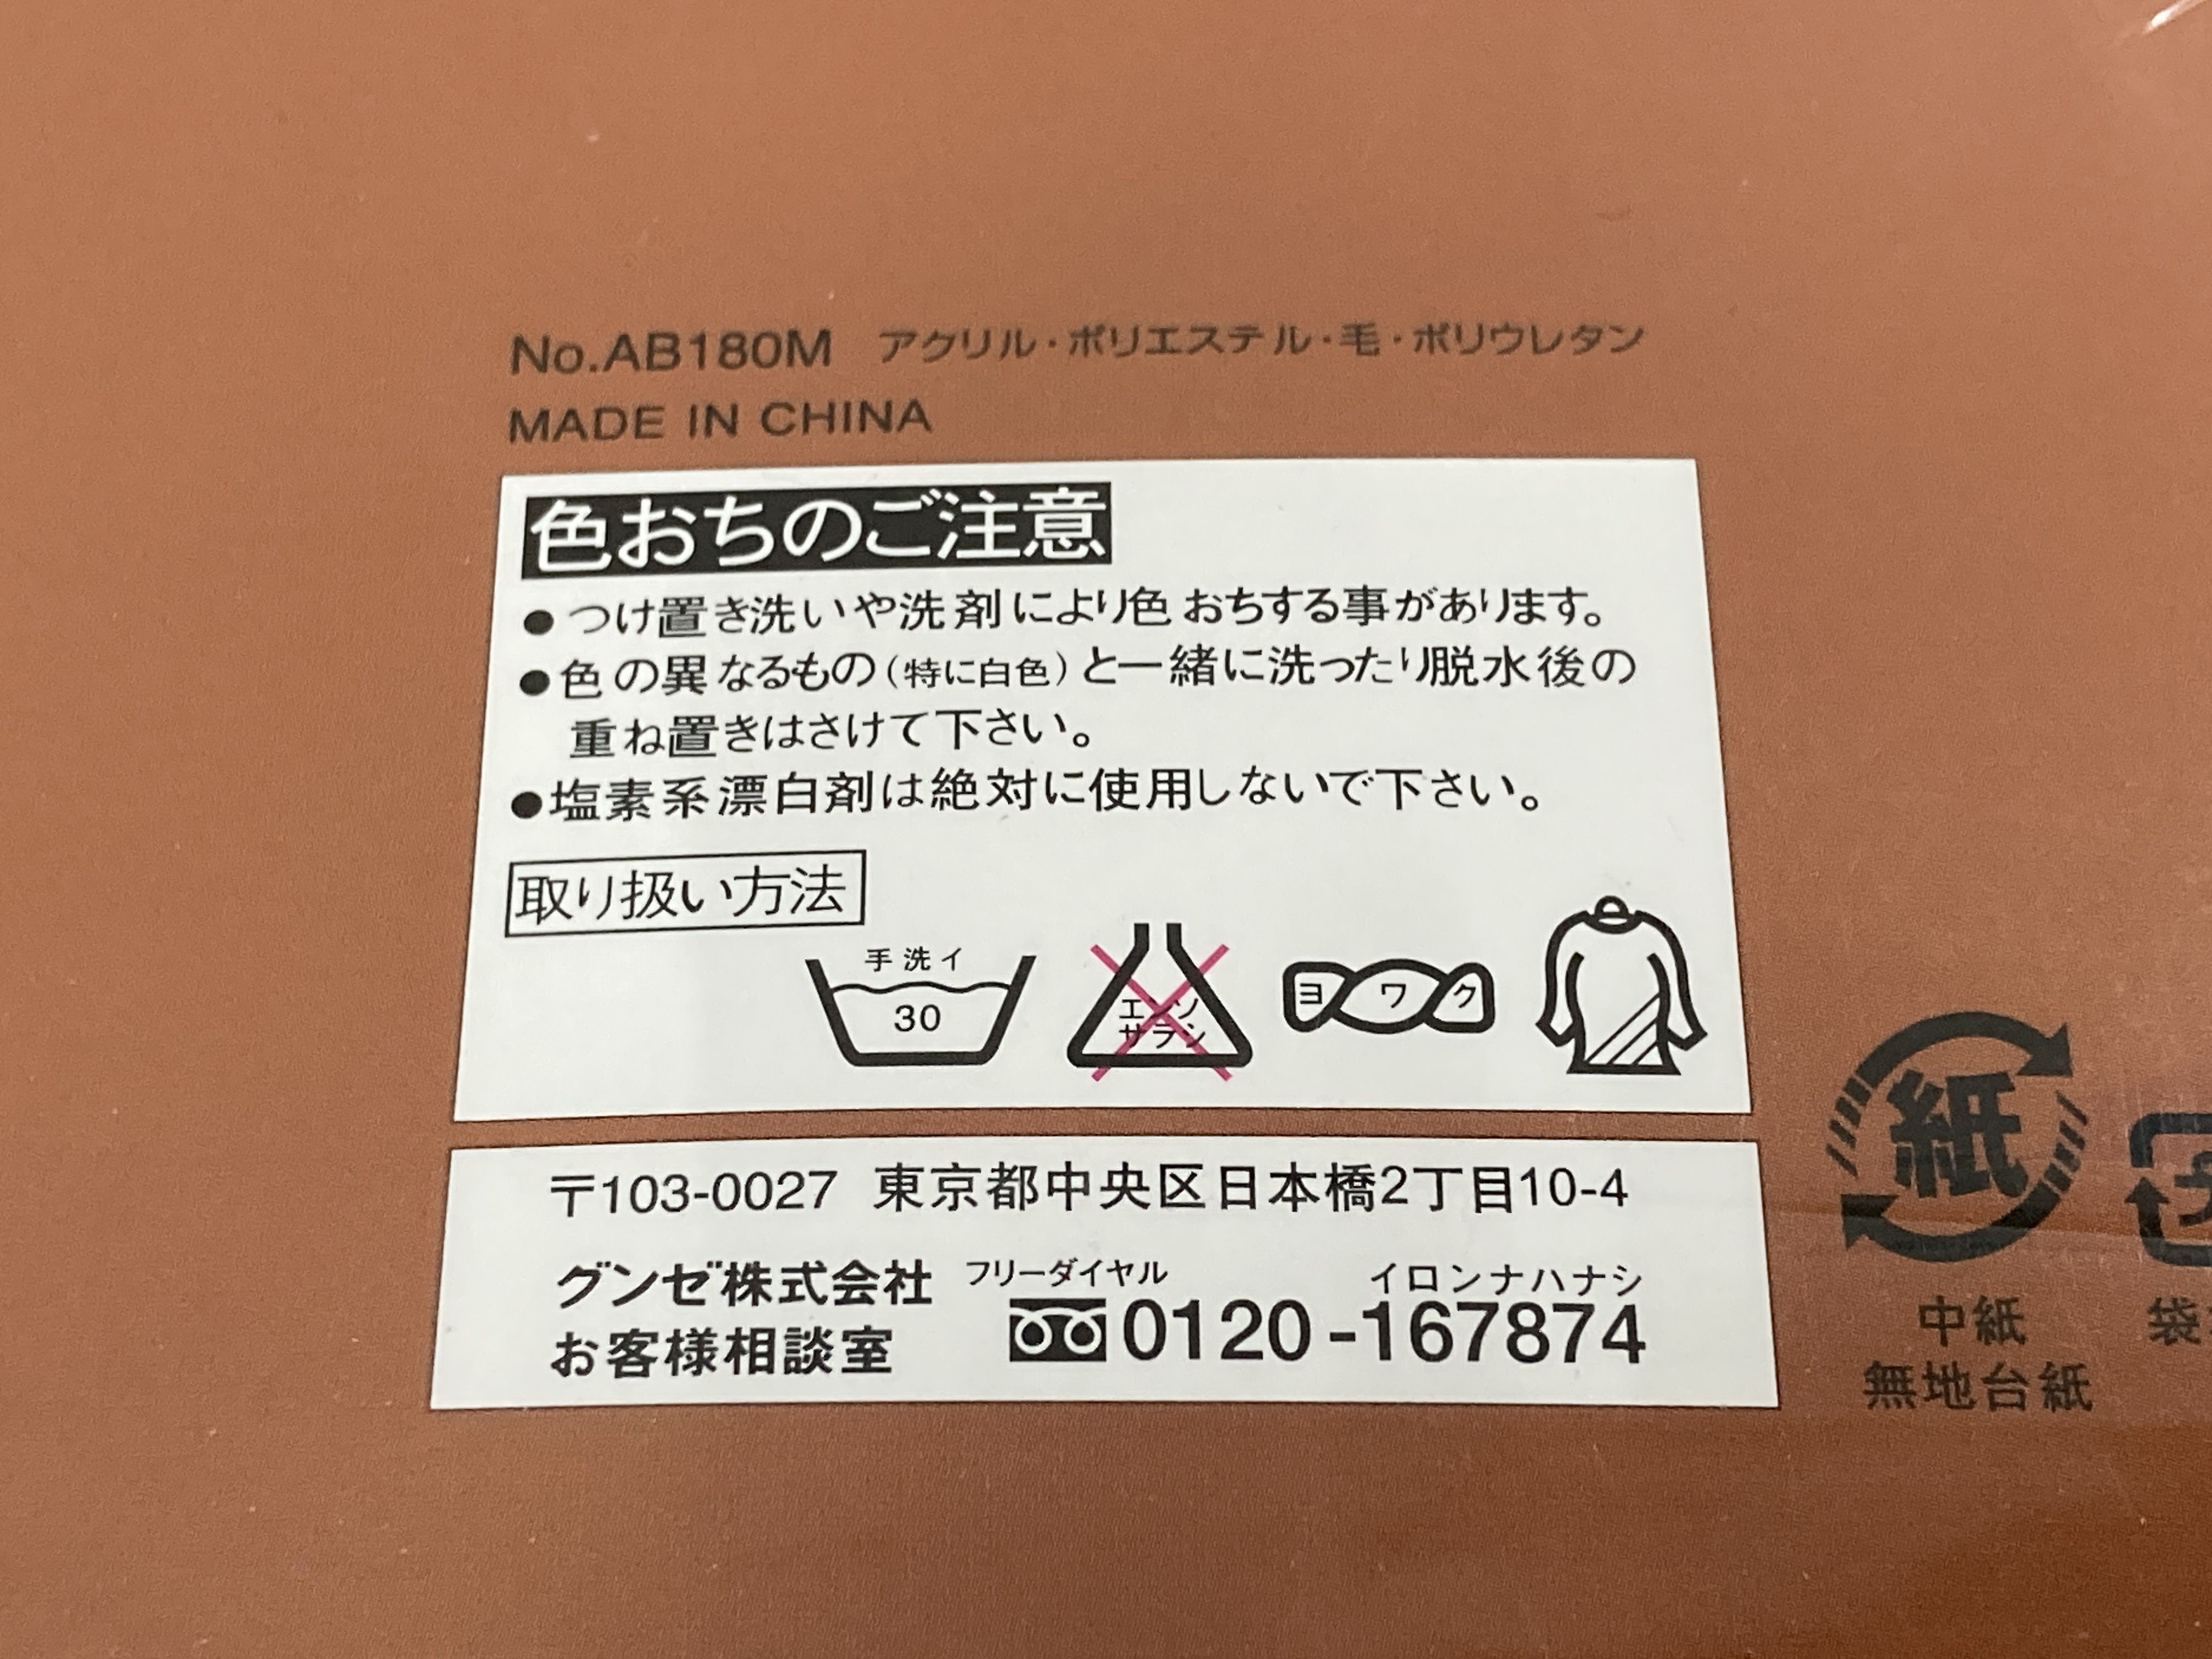 No.AB180M アクリル・ポリエステル・毛・ポリウレタン
MADE IN CHINA
色おちのご注意
●つけ置き洗いや洗剤により色おちする事があります。
●色の異なるもの(特に白色)と一緒に洗ったり脱水後の
重ね置きはさけて下さい。
●塩素系漂白剤は絶対に使用しないで下さい。
取り扱い方法
手洗イ
30
エンソ
サラシ
ヨワク
〒103-0027 東京都中央区日本橋2丁目10-4
グンゼ株式会社
お客様相談室
フリーダイヤル イロンナハナシ
0120-167874
紙
中紙
無地台紙
袋